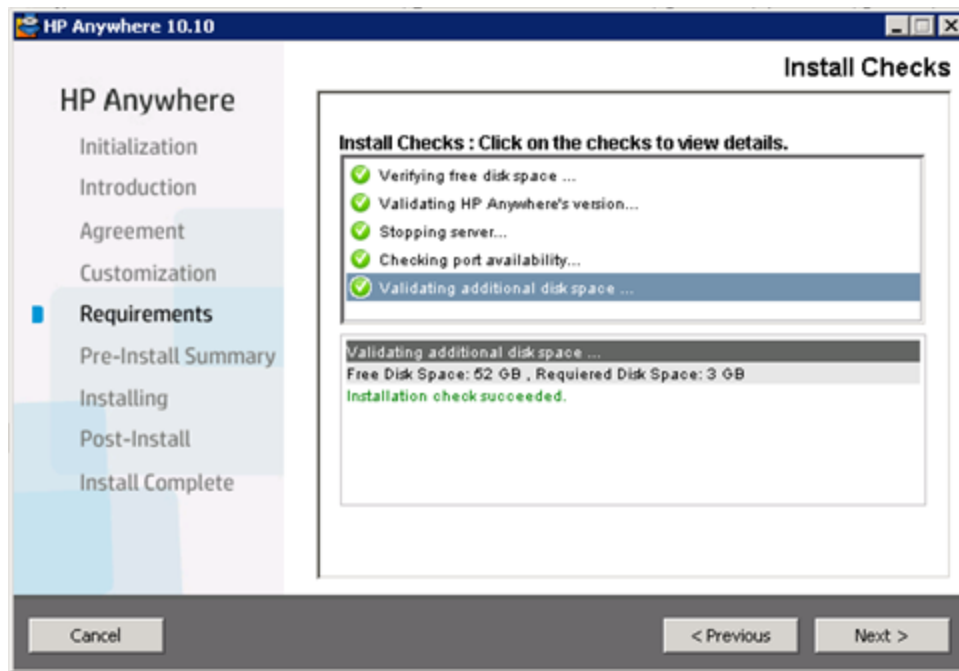 HP Anywhere 10.10
Install Checks
HP Anywhere
Initialization
Introduction
Agreement
Customization
Requirements
Pre-Install Summary
Installing
Post-Install
Install Complete
Install Checks : Click on the checks to view details.
Verifying free disk space ...
Validating HP Anywhere's version...
Stopping server...
Checking port availability...
Validating additional disk space ...
Validating additional disk space ...
Free Disk Space: 52 GB , Requiered Disk Space: 3 GB
Installation check succeeded.
Cancel
< Previous
Next >